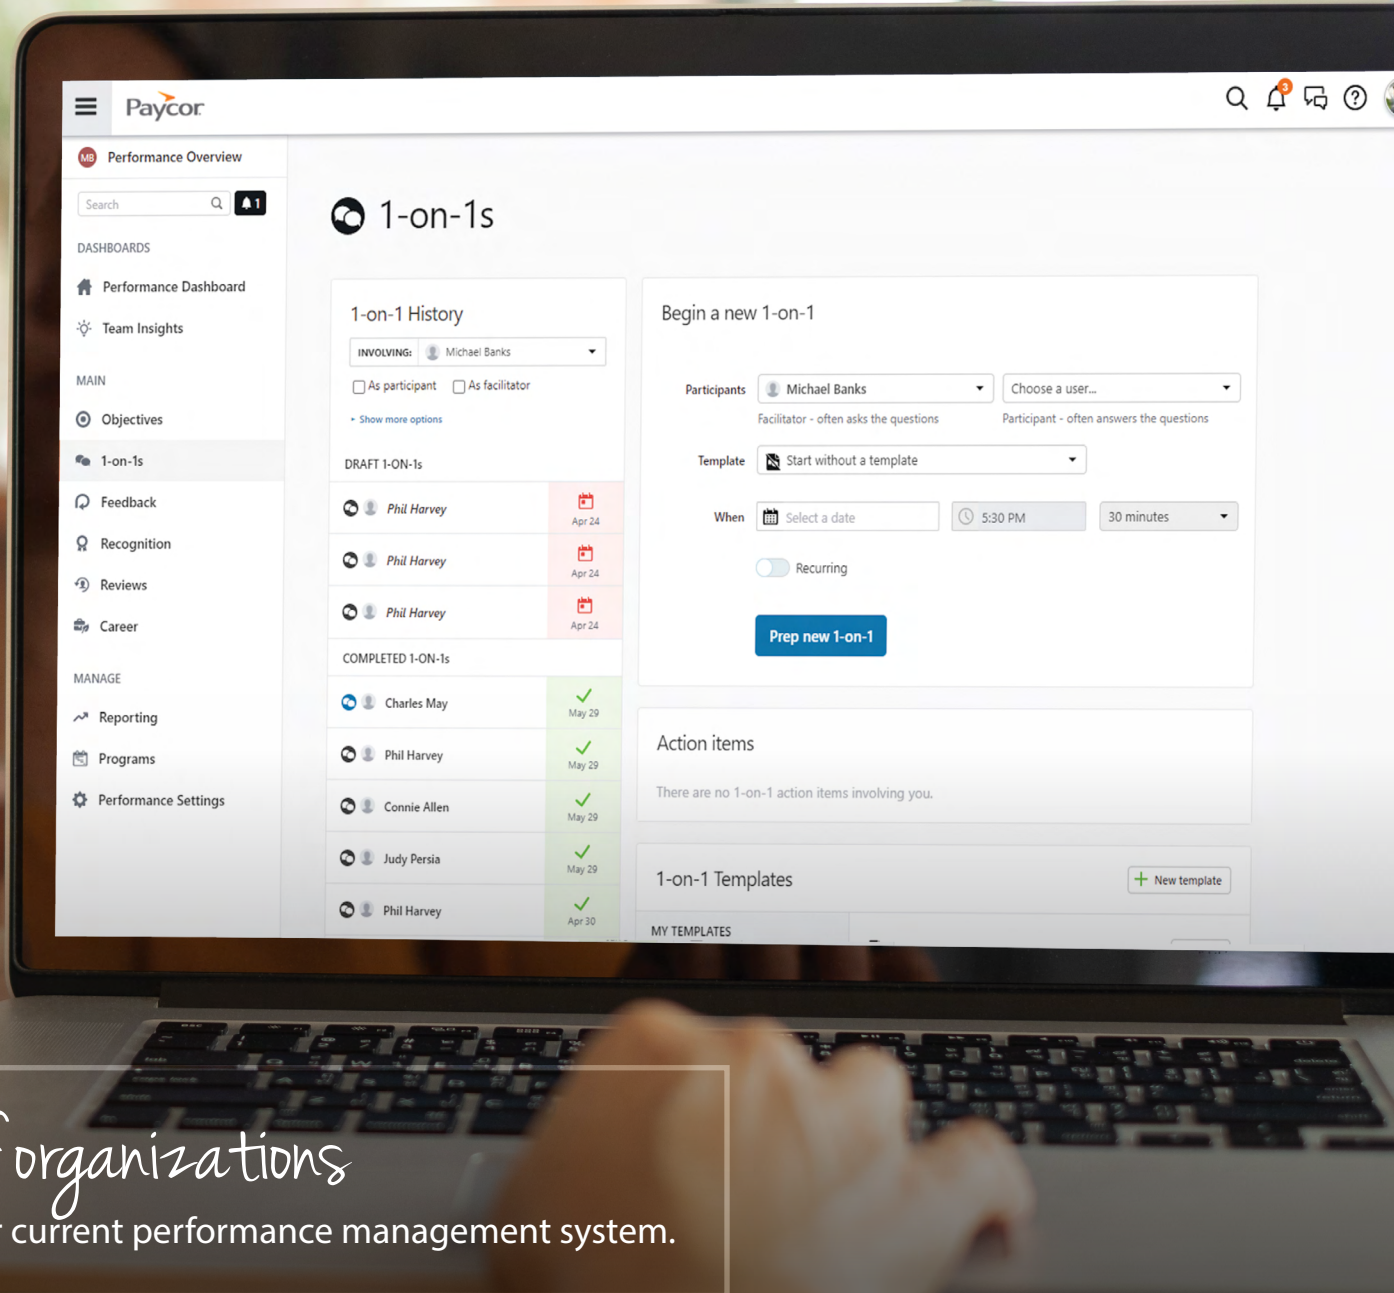 Paycor
3
MB Performance Overview
Search
1
DASHBOARDS
Performance Dashboard
Team Insights
MAIN
Objectives
1-on-1s
Feedback
Recognition
Reviews
Career
MANAGE
Reporting
Programs
Performance Settings
1-on-1s
1-on-1 History
INVOLVING: Michael Banks
As participant As facilitator
Show more options
DRAFT 1-ON-1s
Phil Harvey Apr 24
Phil Harvey Apr 24
Phil Harvey Apr 24
COMPLETED 1-ON-1s
Charles May May 29
Phil Harvey May 29
Connie Allen May 29
Judy Persia May 29
Phil Harvey Apr 30
Begin a new 1-on-1
Participants Michael Banks Choose a user...
Facilitator - often asks the questions Participant - often answers the questions
Template Start without a template
When Select a date 5:30 PM 30 minutes
Recurring
Prep new 1-on-1
Action items
There are no 1-on-1 action items involving you.
1-on-1 Templates New template
MY TEMPLATES
organizations
current performance management system.